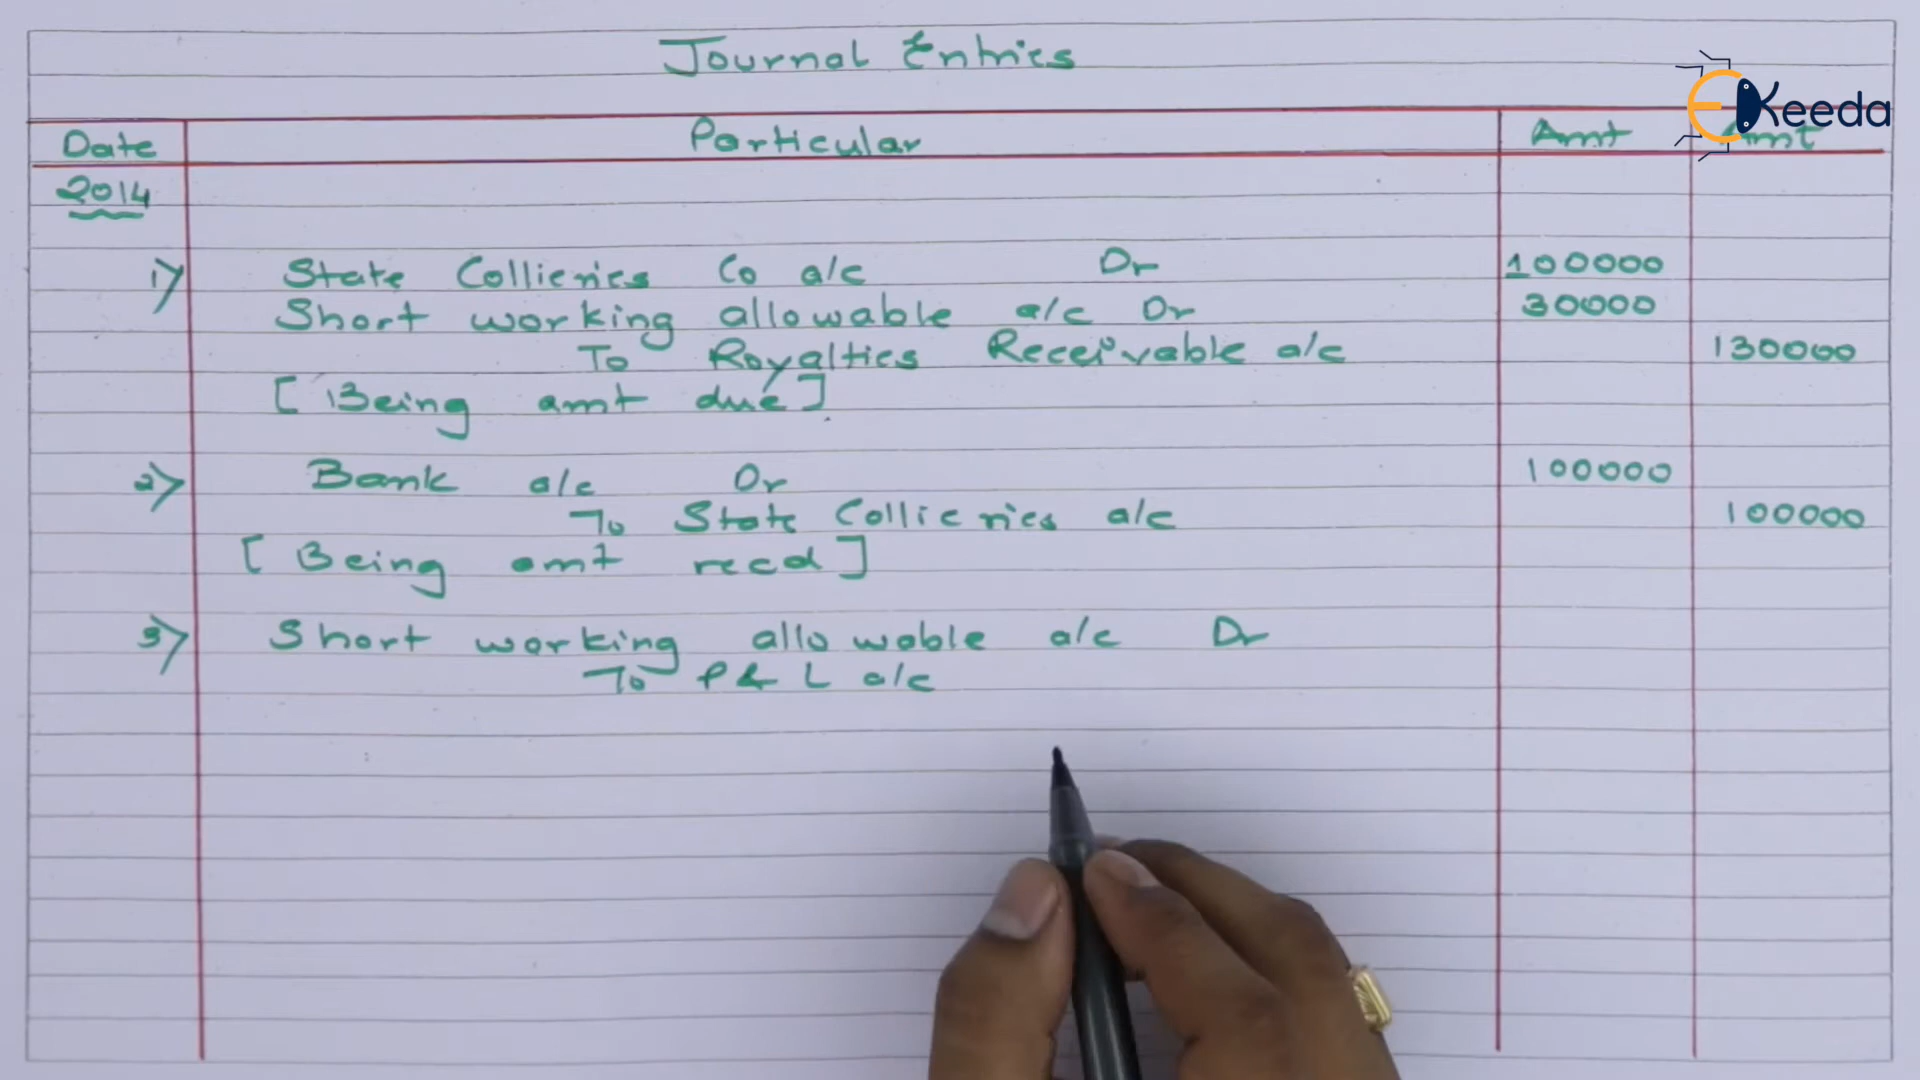 Journal Entries
EKeeda
Date Particular Amt Amt
2014
1) State Collieries Co a/c Dr 100000
Short working allowable a/c Dr 30000
To Royalties Receivable a/c 130000
[Being amt due]
2) Bank a/c Dr 100000
To State Collieries a/c 100000
[Being amt recd]
3) Short working allowable a/c Dr
To P & L a/c